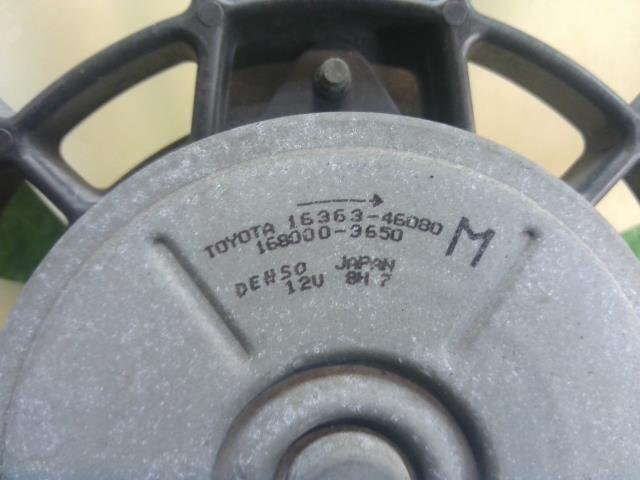 TOYOTA 16363-46080
168000-3650
M
DENSO JAPAN
12V 8H 7